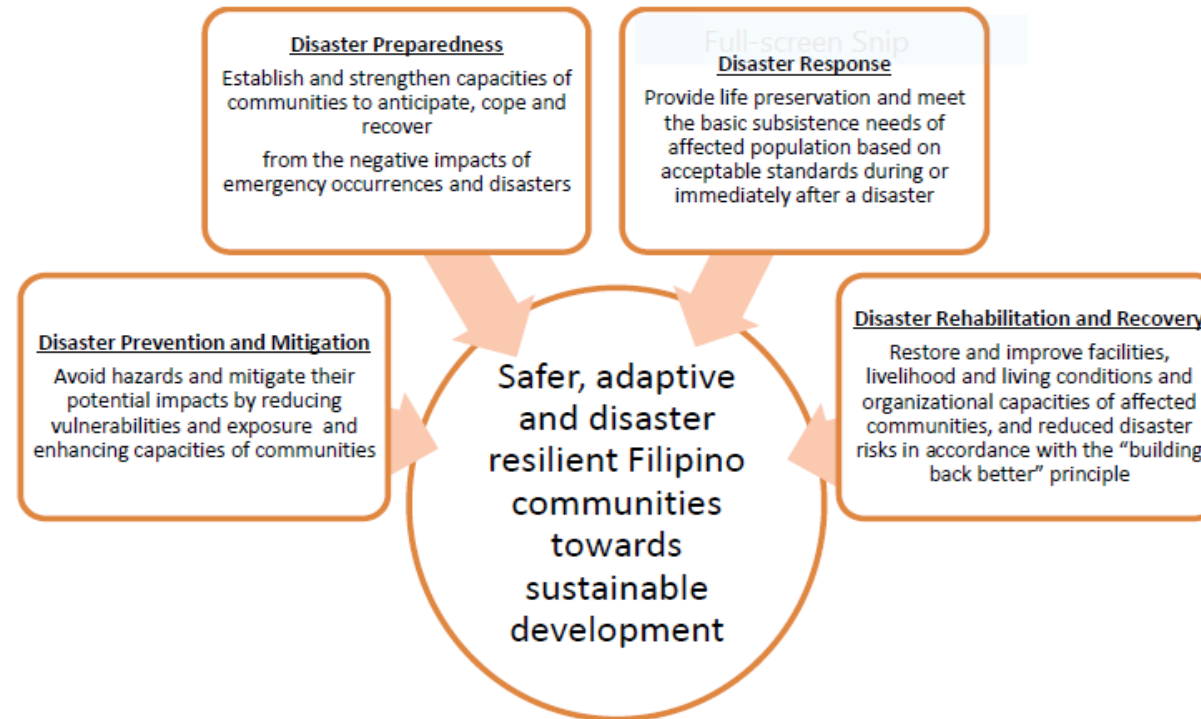 Full-screen Snip
Disaster Preparedness
Establish and strengthen capacities of
communities to anticipate, cope and
recover
from the negative impacts of
emergency occurrences and disasters
Disaster Response
Provide life preservation and meet
the basic subsistence needs of
affected population based on
acceptable standards during or
immediately after a disaster
Disaster Prevention and Mitigation
Avoid hazards and mitigate their
potential impacts by reducing
vulnerabilities and exposure and
enhancing capacities of communities
Disaster Rehabilitation and Recovery
Restore and improve facilities,
livelihood and living conditions and
organizational capacities of affected
communities, and reduced disaster
risks in accordance with the “building
back better” principle
Safer, adaptive
and disaster
resilient Filipino
communities
towards
sustainable
development